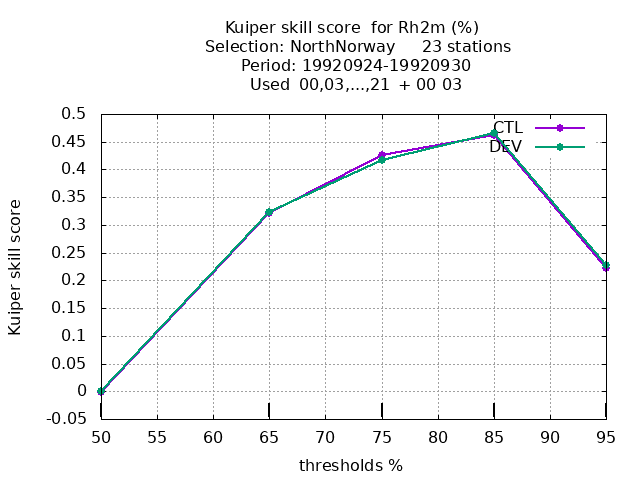 Kuiper skill score  for Rh2m (%)
Selection: NorthNorway     23 stations
Period: 19920924-19920930
Used  00,03,...,21  + 00 03
CTL
DEV
Kuiper skill score
0.5
0.45
0.4
0.35
0.3
0.25
0.2
0.15
0.1
0.05
0
-0.05
50 55 60 65 70 75 80 85 90 95
thresholds %